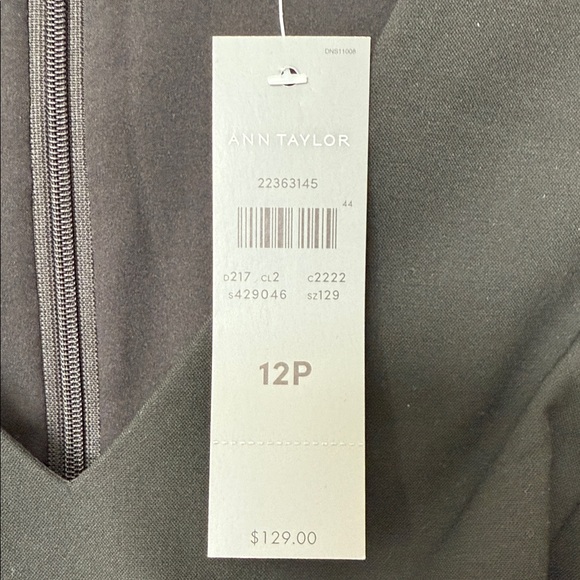 DNS11008
ANN TAYLOR
22363145
44
D217 CL2 C2222
S429046 SZ129
12P
$129.00